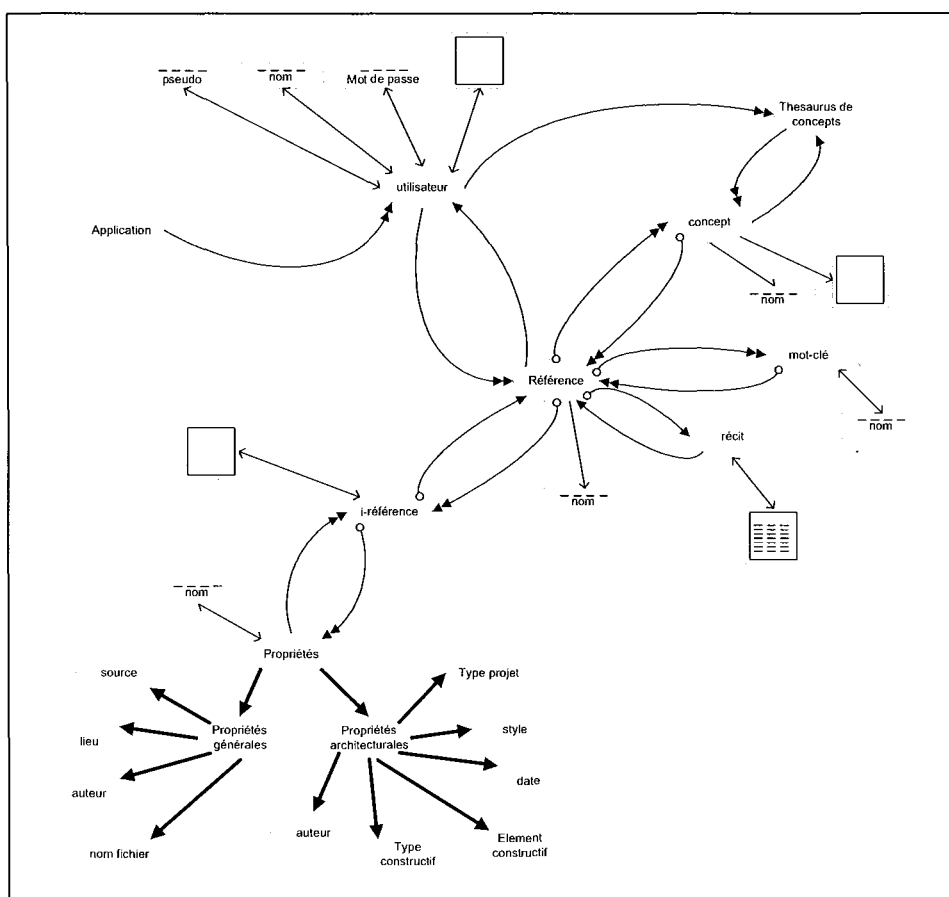 pseudo
nom
Mot de passe
Thesaurus de
concepts
utilisateur
Application
concept
nom
mot-clé
Référence
nom
récit
nom
i-référence
nom
Propriétés
source
Type projet
Propriétés
générales
Propriétés
architecturales
style
lieu
date
auteur
auteur
Type
constructif
Element
constructif
nom fichier